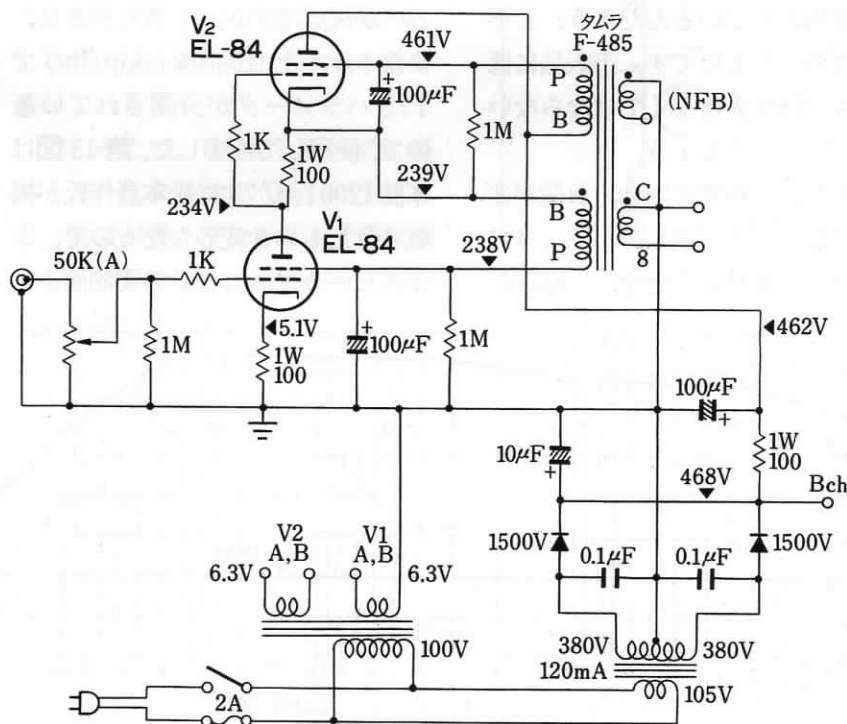 V2
EL-84
461V
100μF
1K
1W
100
234V
239V
1M
タムラ
F-485
P
B
B
P
(NFB)
C
8
V1
EL-84
238V
50K(A)
1K
1M
5.1V
1W
100
100μF
1M
462V
100μF
10μF
1W
100
468V
Bch
1500V
1500V
0.1μF
0.1μF
V2
A,B
V1
A,B
6.3V
6.3V
100V
380V
380V
120mA
105V
2A